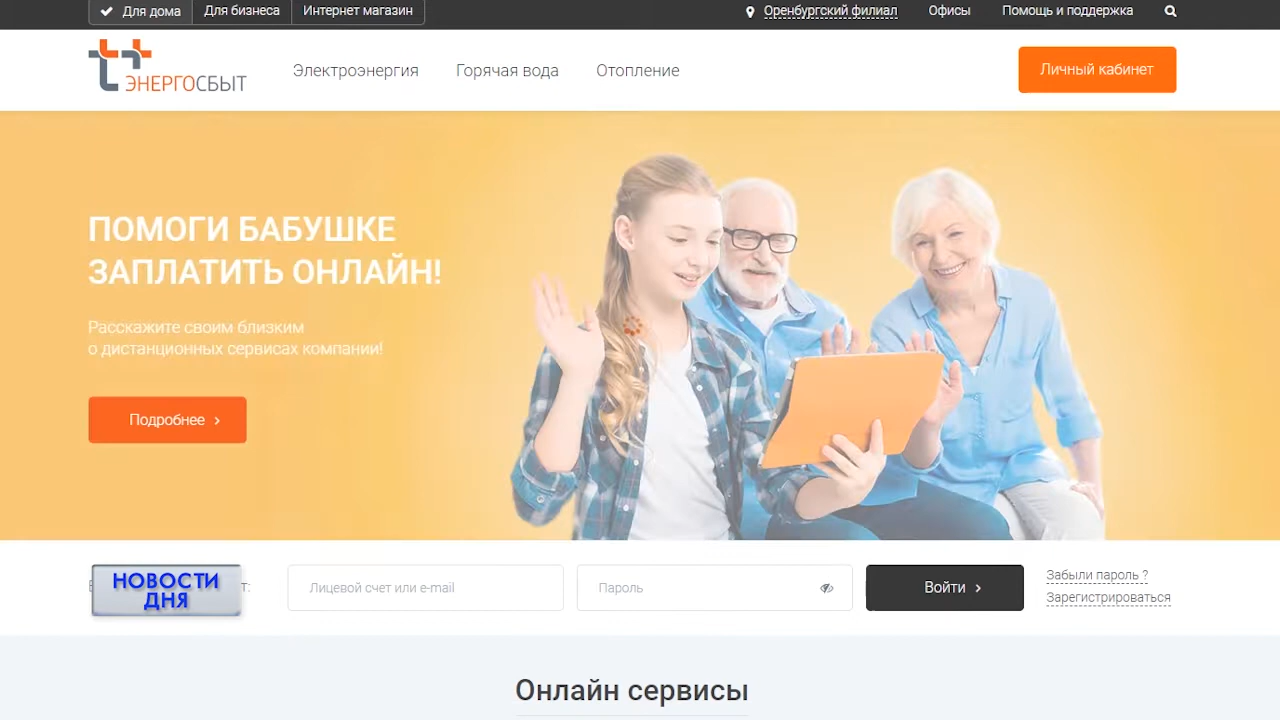 Для дома
Для бизнеса
Интернет магазин
Оренбургский филиал
Офисы
Помощь и поддержка
ЭНЕРГОСБЫТ
Электроэнергия
Горячая вода
Отопление
Личный кабинет
ПОМОГИ БАБУШКЕ
ЗАПЛАТИТЬ ОНЛАЙН!
Расскажите своим близким
о дистанционных сервисах компании!
Подробнее
НОВОСТИ
ДНЯ
Лицевой счет или e-mail
Пароль
Войти
Забыли пароль ?
Зарегистрироваться
Онлайн сервисы